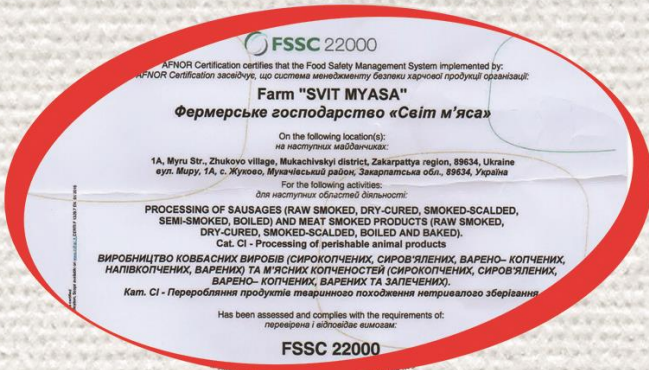 FSSC 22000
AFNOR Certification certifies that the Food Safety Management System implemented by:
AFNOR Certification засвідчує, що система менеджменту безпеки харчової продукції організації:
Farm "SVIT MYASA"
Фермерське господарство «Світ м'яса»
On the following location(s):
на наступних майданчиках:
1A, Myru Str., Zhukovo village, Mukachivskyi district, Zakarpattya region, 89634, Ukraine
вул. Миру, 1А, с. Жуково, Мукачівський район, Закарпатська обл., 89634, Україна
For the following activities:
для наступних областей діяльності:
PROCESSING OF SAUSAGES (RAW SMOKED, DRY-CURED, SMOKED-SCALDED,
SEMI-SMOKED, BOILED) AND MEAT SMOKED PRODUCTS (RAW SMOKED,
DRY-CURED, SMOKED-SCALDED, BOILED AND BAKED).
Cat. CI - Processing of perishable animal products
ВИРОБНИЦТВО КОВБАСНИХ ВИРОБІВ (СИРОКОПЧЕНИХ, СИРОВ'ЯЛЕНИХ, ВАРЕНО– КОПЧЕНИХ,
НАПІВКОПЧЕНИХ, ВАРЕНИХ) ТА М'ЯСНИХ КОПЧЕНОСТЕЙ (СИРОКОПЧЕНИХ, СИРОВ'ЯЛЕНИХ,
ВАРЕНО– КОПЧЕНИХ, ВАРЕНИХ ТА ЗАПЕЧЕНИХ).
Кат. CI - Перероблення продуктів тваринного походження нетривалого зберігання
Has been assessed and complies with the requirements of:
перевірена і відповідає вимогам:
FSSC 22000